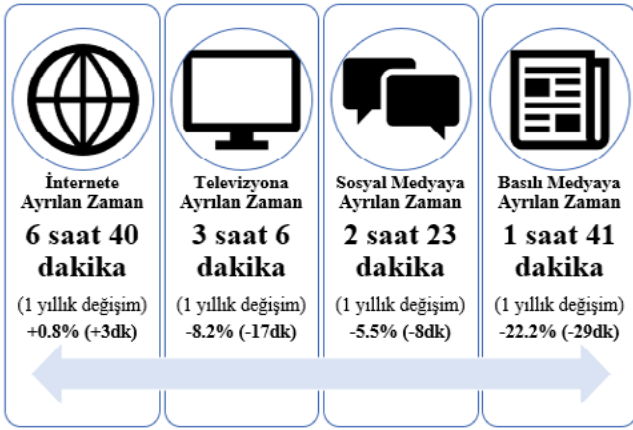 İnternete
Ayrılan Zaman
6 saat 40
dakika
(1 yıllık değişim)
+0.8% (+3dk)
Televizyona
Ayrılan Zaman
3 saat 6
dakika
(1 yıllık değişim)
-8.2% (-17dk)
Sosyal Medyaya
Ayrılan Zaman
2 saat 23
dakika
(1 yıllık değişim)
-5.5% (-8dk)
Basılı Medyaya
Ayrılan Zaman
1 saat 41
dakika
(1 yıllık değişim)
-22.2% (-29dk)